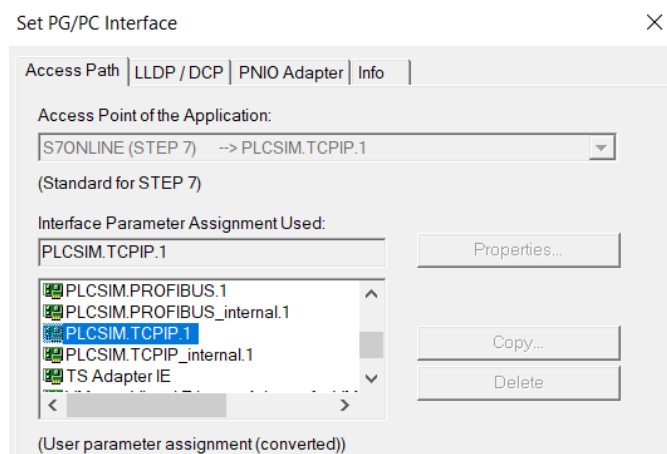 Set PG/PC Interface
Access Path LLDP / DCP PNIO Adapter Info
Access Point of the Application:
S7ONLINE (STEP 7) --> PLCSIM.TCPIP.1
(Standard for STEP 7)
Interface Parameter Assignment Used:
PLCSIM.TCPIP.1
Properties...
PLCSIM.PROFIBUS.1
PLCSIM.PROFIBUS_internal.1
PLCSIM.TCPIP.1
PLCSIM.TCPIP_internal.1
Copy...
TS Adapter IE
Delete
(User parameter assignment (converted))